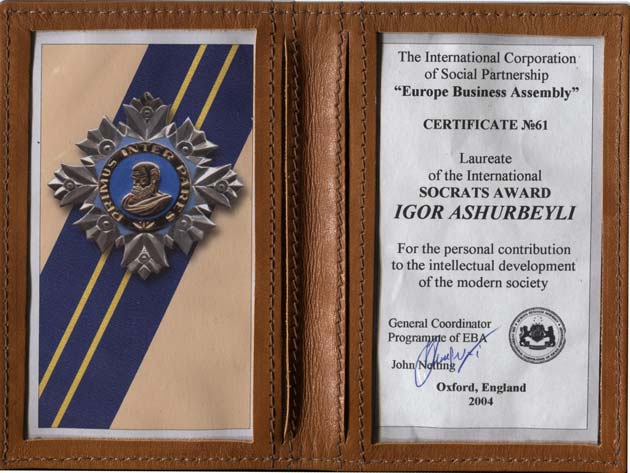 PRIMUS INTER PARES
The International Corporation
of Social Partnership
“Europe Business Assembly”
CERTIFICATE №61
Laureate
of the International
SOCRATS AWARD
IGOR ASHURBEYLI
For the personal contribution
to the intellectual development
of the modern society
General Coordinator
Programme of EBA
John Netting
Oxford, England
2004